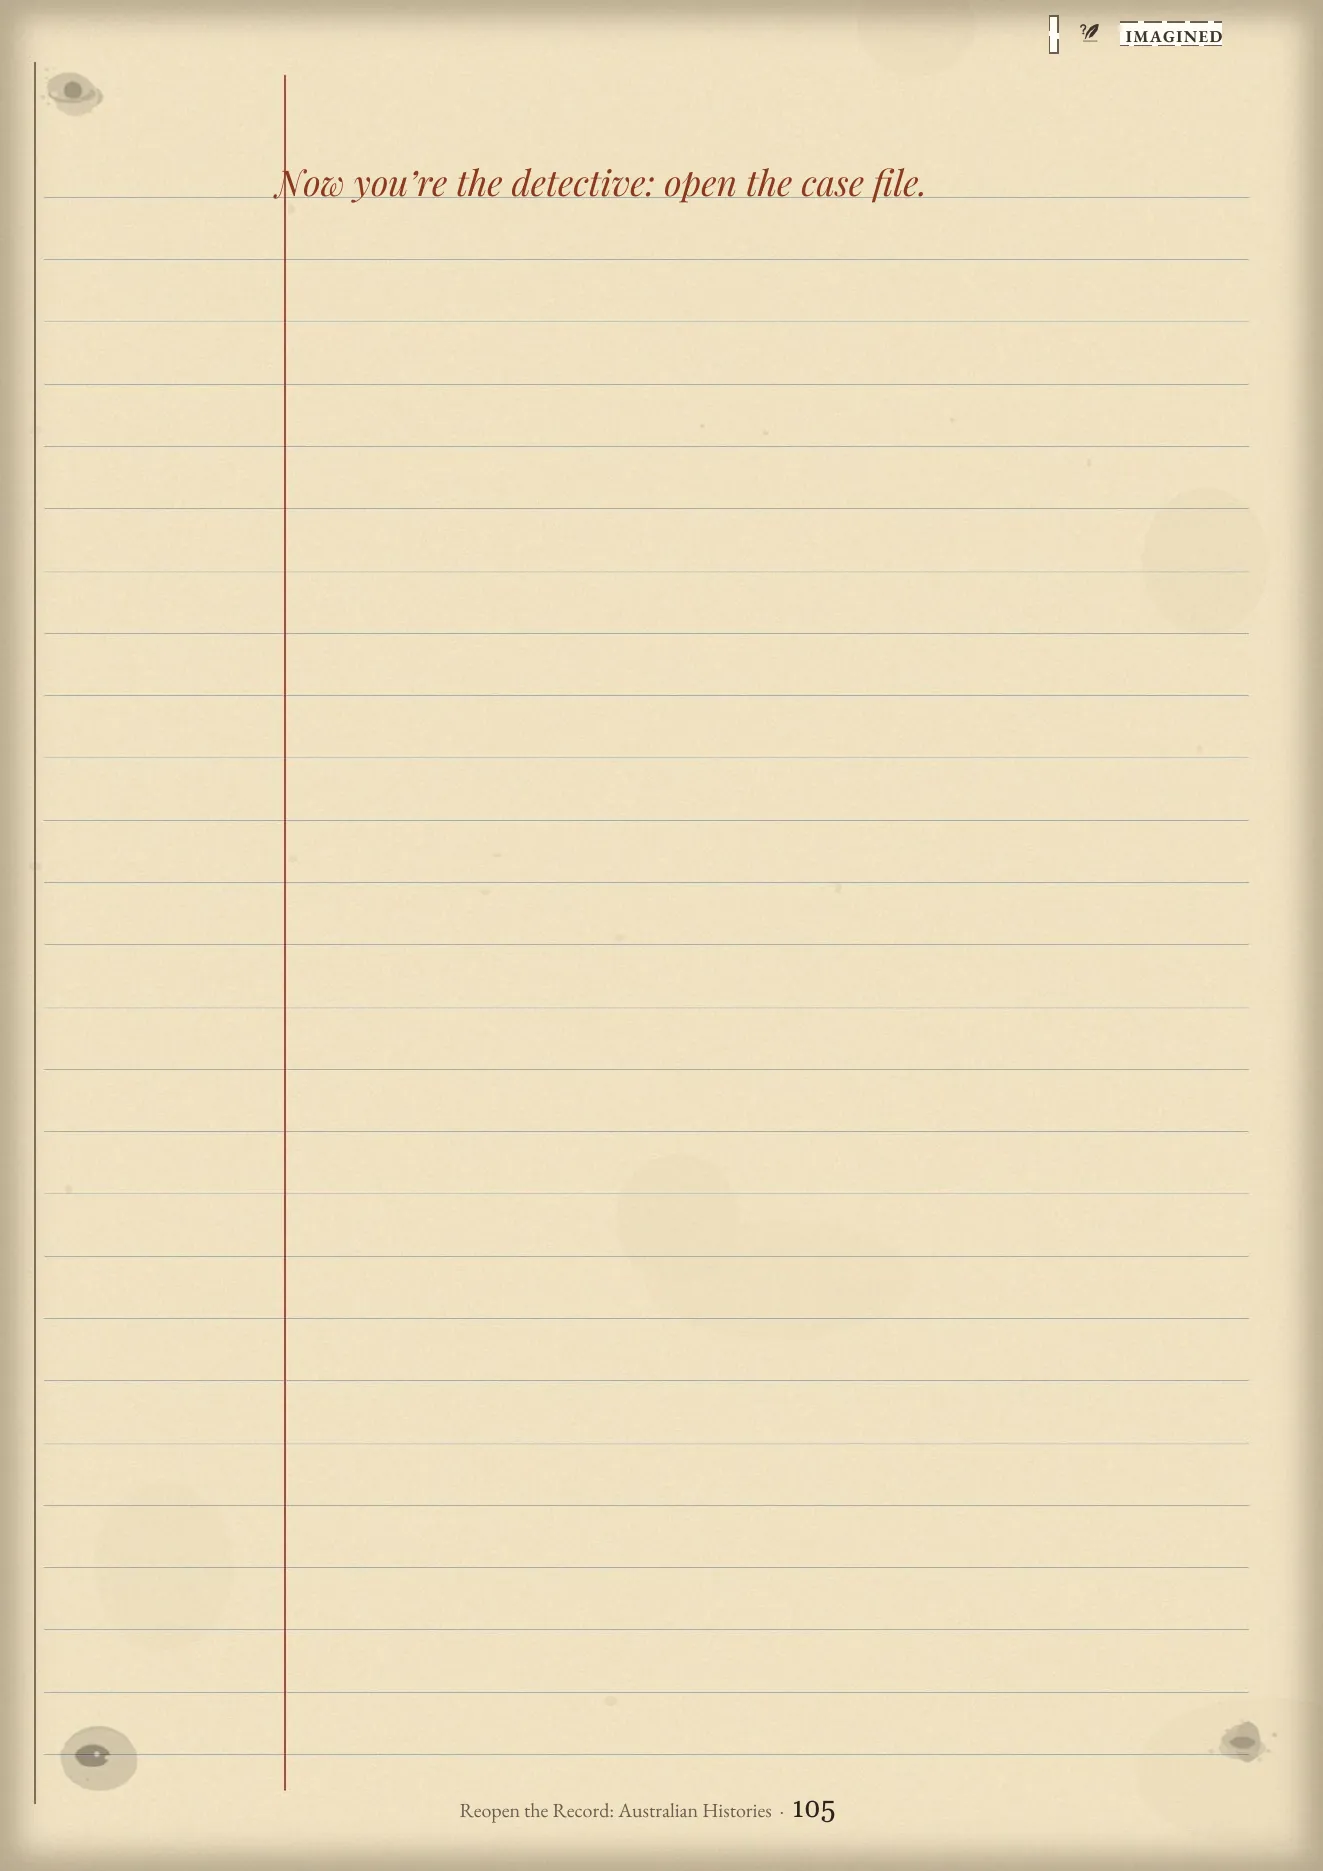 IMAGINED
Now you’re the detective: open the case file.
Reopen the Record: Australian Histories · 105